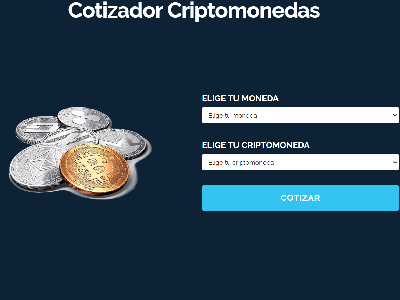 Cotizador Criptomonedas
ELIGE TU MONEDA
Elige tu moneda
ELIGE TU CRIPTOMONEDA
Elige tu criptomoneda
COTIZAR